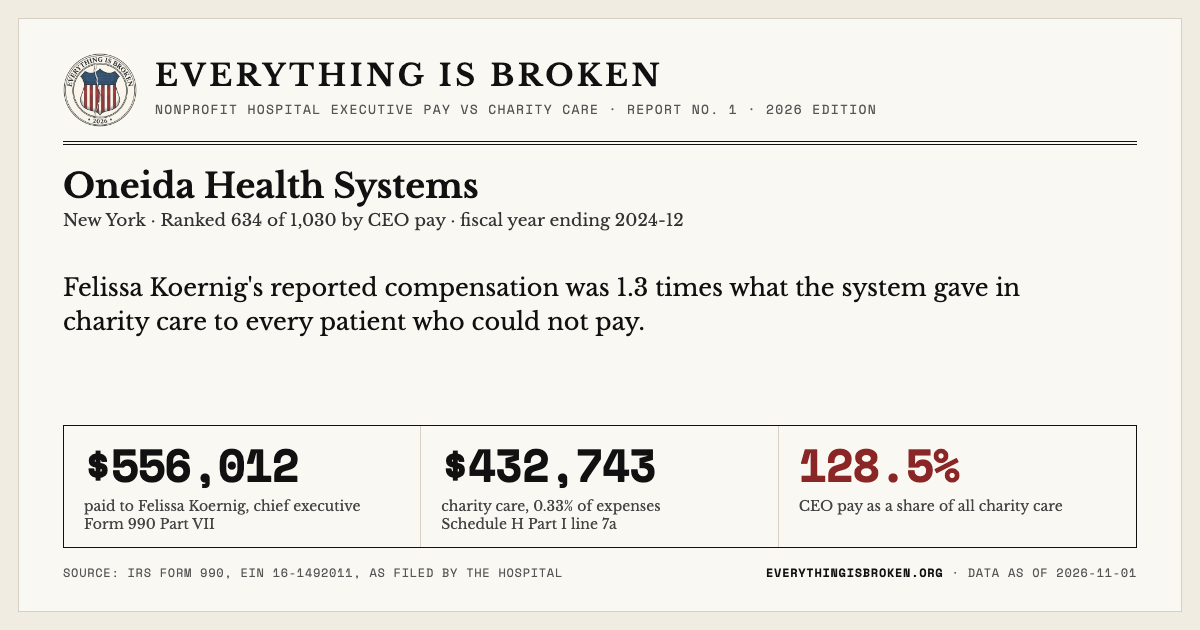 EVERYTHING IS BROKEN
· 2026 ·
EVERYTHING IS BROKEN
NONPROFIT HOSPITAL EXECUTIVE PAY VS CHARITY CARE · REPORT NO. 1 · 2026 EDITION
Oneida Health Systems
New York · Ranked 634 of 1,030 by CEO pay · fiscal year ending 2024-12
Felissa Koernig's reported compensation was 1.3 times what the system gave in
charity care to every patient who could not pay.
$556,012
paid to Felissa Koernig, chief executive
Form 990 Part VII
$432,743
charity care, 0.33% of expenses
Schedule H Part I line 7a
128.5%
CEO pay as a share of all charity care
SOURCE: IRS FORM 990, EIN 16-1492011, AS FILED BY THE HOSPITAL
EVERYTHINGISBROKEN.ORG · DATA AS OF 2026-11-01